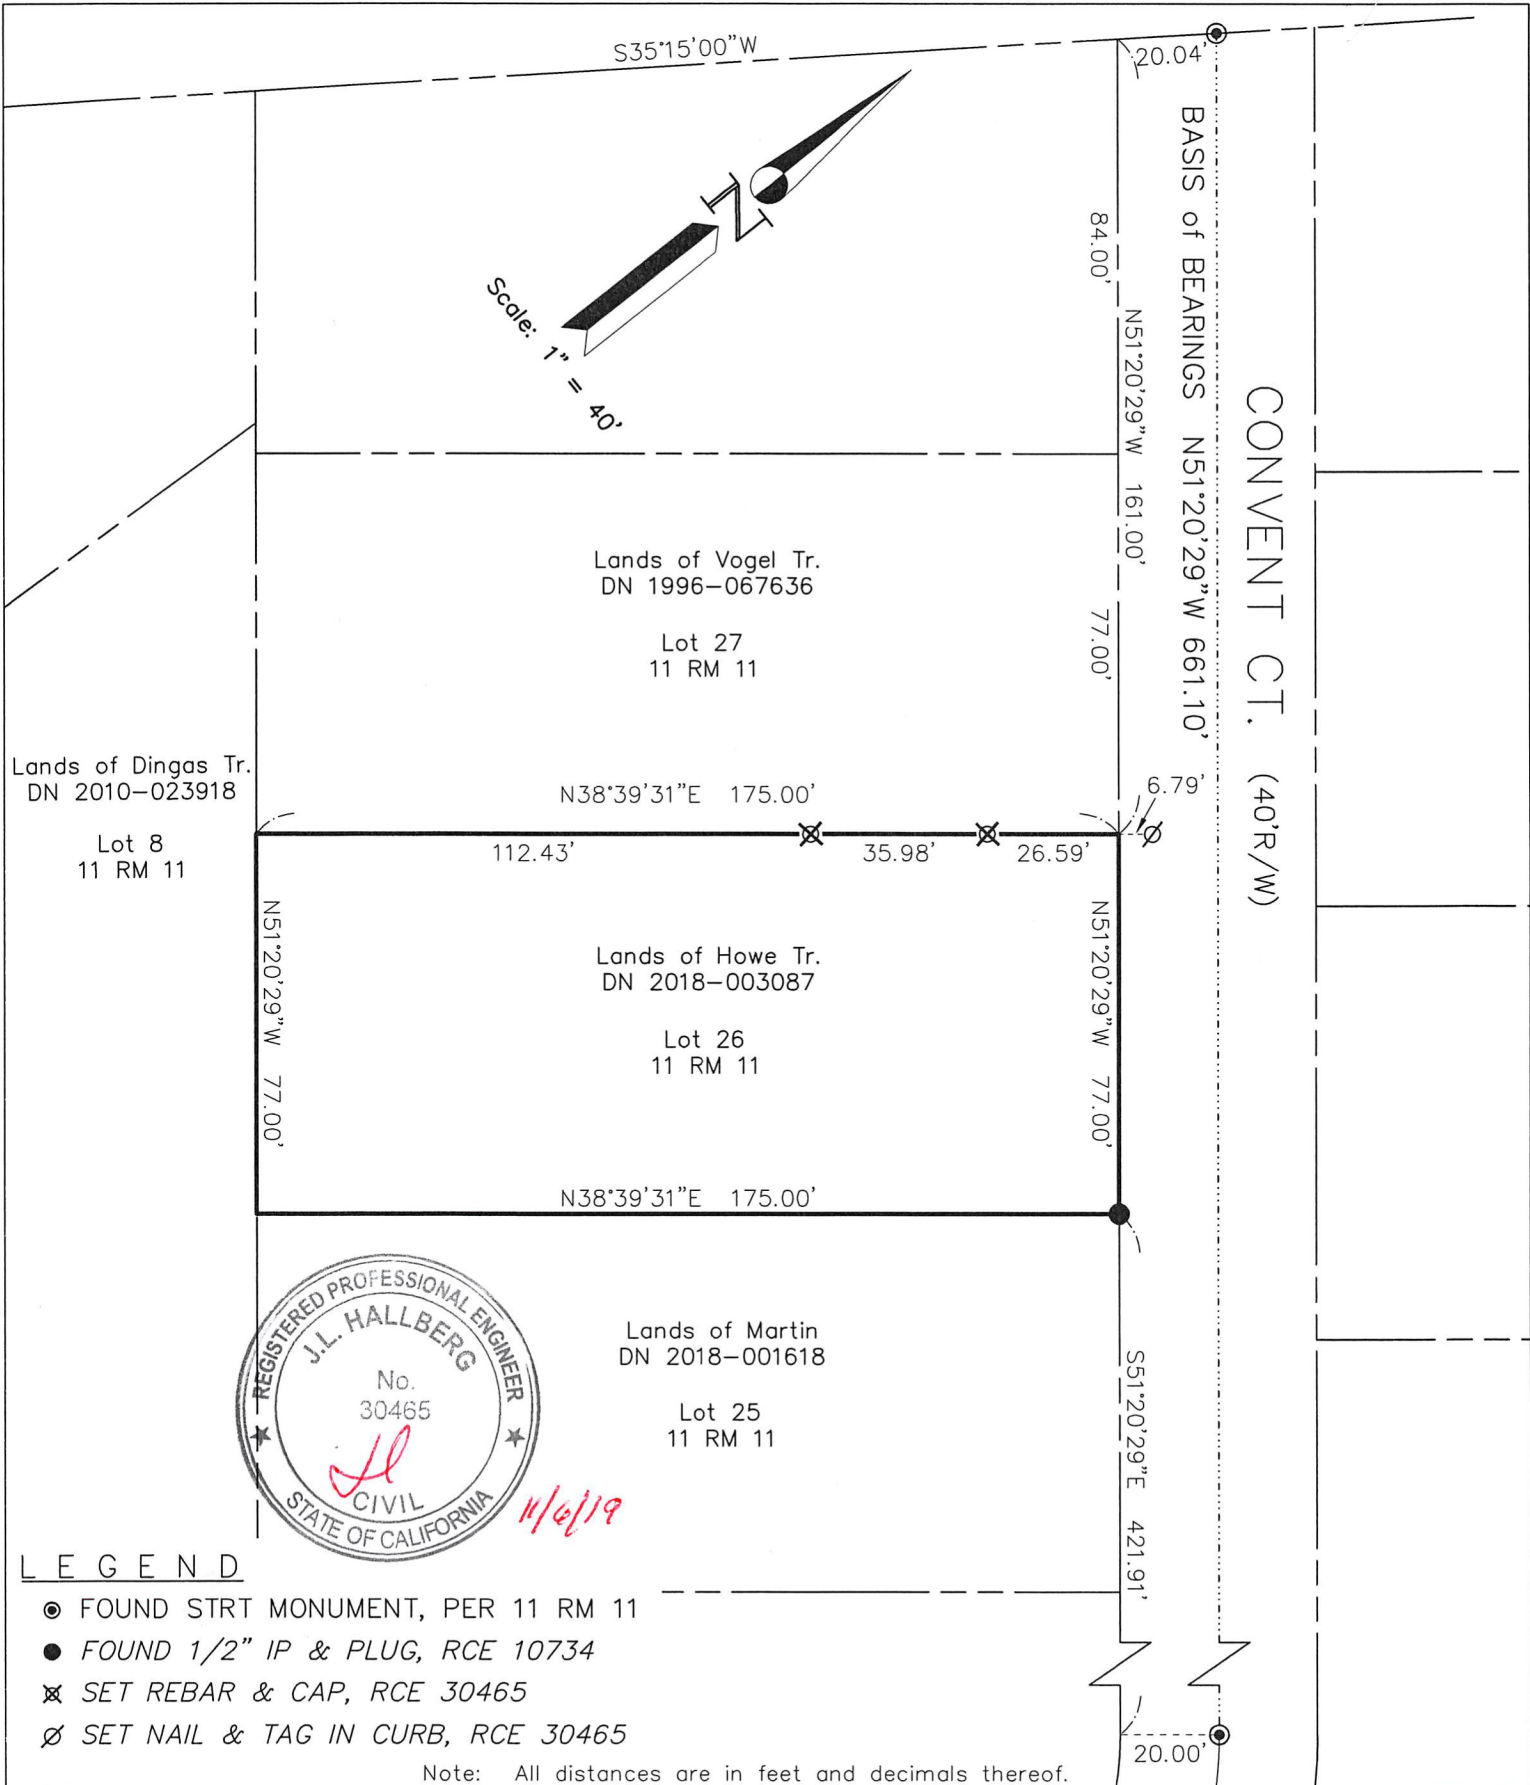 S35°15'00"W
20.04'
BASIS of BEARINGS N51°20'29"W 661.10'
84.00'
N51°20'29"W 161.00'
77.00'
CONVENT CT. (40'R/W)
N
Scale: 1" = 40'
Lands of Vogel Tr.
DN 1996-067636
Lot 27
11 RM 11
Lands of Dingas Tr.
DN 2010-023918
Lot 8
11 RM 11
N38°39'31"E 175.00'
6.79'
112.43'
35.98'
26.59'
N51°20'29"W 77.00'
Lands of Howe Tr.
DN 2018-003087
Lot 26
11 RM 11
N51°20'29"W 77.00'
N38°39'31"E 175.00'
REGISTERED PROFESSIONAL ENGINEER
J.L. HALLBERG
No.
30465
CIVIL
STATE OF CALIFORNIA
11/6/19
Lands of Martin
DN 2018-001618
Lot 25
11 RM 11
S51°20'29"E 421.91'
20.00'
LEGEND
FOUND STRT MONUMENT, PER 11 RM 11
FOUND 1/2" IP & PLUG, RCE 10734
SET REBAR & CAP, RCE 30465
SET NAIL & TAG IN CURB, RCE 30465
Note: All distances are in feet and decimals thereof.